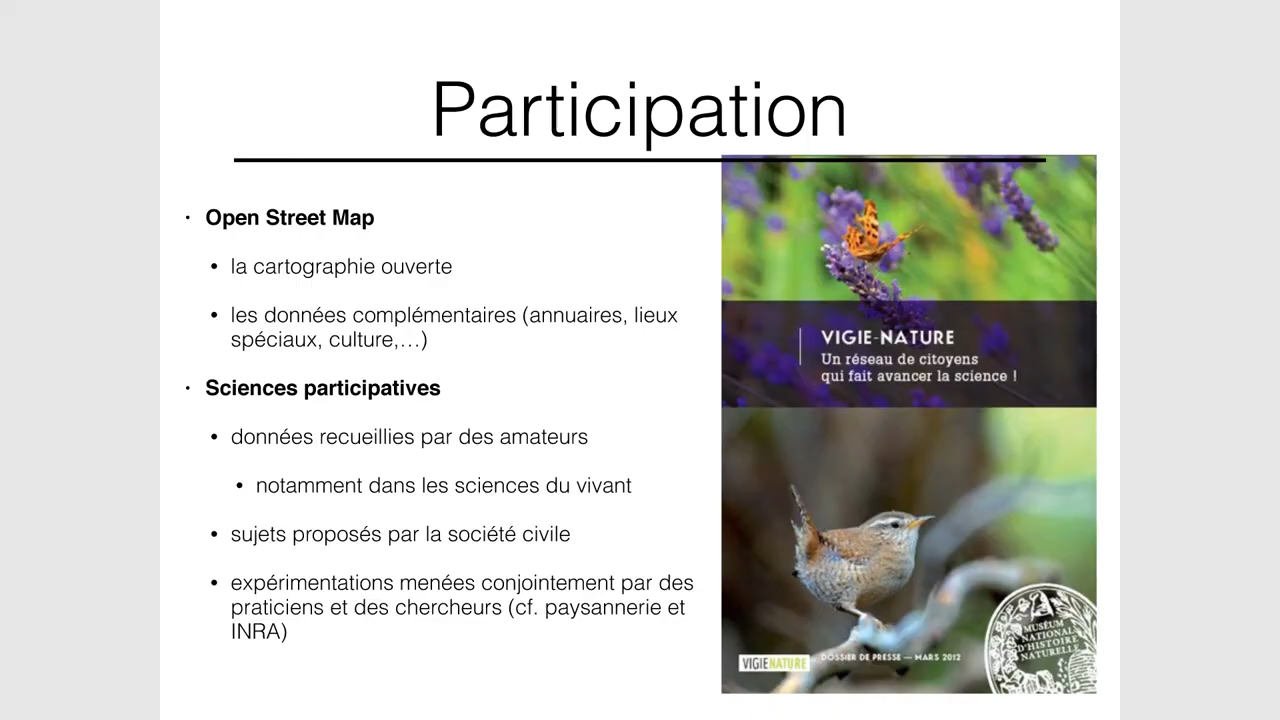 Participation
• Open Street Map
• la cartographie ouverte
• les données complémentaires (annuaires, lieux
spéciaux, culture,…)
• Sciences participatives
• données recueillies par des amateurs
• notamment dans les sciences du vivant
• sujets proposés par la société civile
• expérimentations menées conjointement par des
praticiens et des chercheurs (cf. paysannerie et
INRA)
VIGIE-NATURE
Un réseau de citoyens
qui fait avancer la science !
VIGIENATURE
DOSSIER DE PRESSE — MARS 2012
MUSÉUM
NATIONAL
D'HISTOIRE
NATURELLE